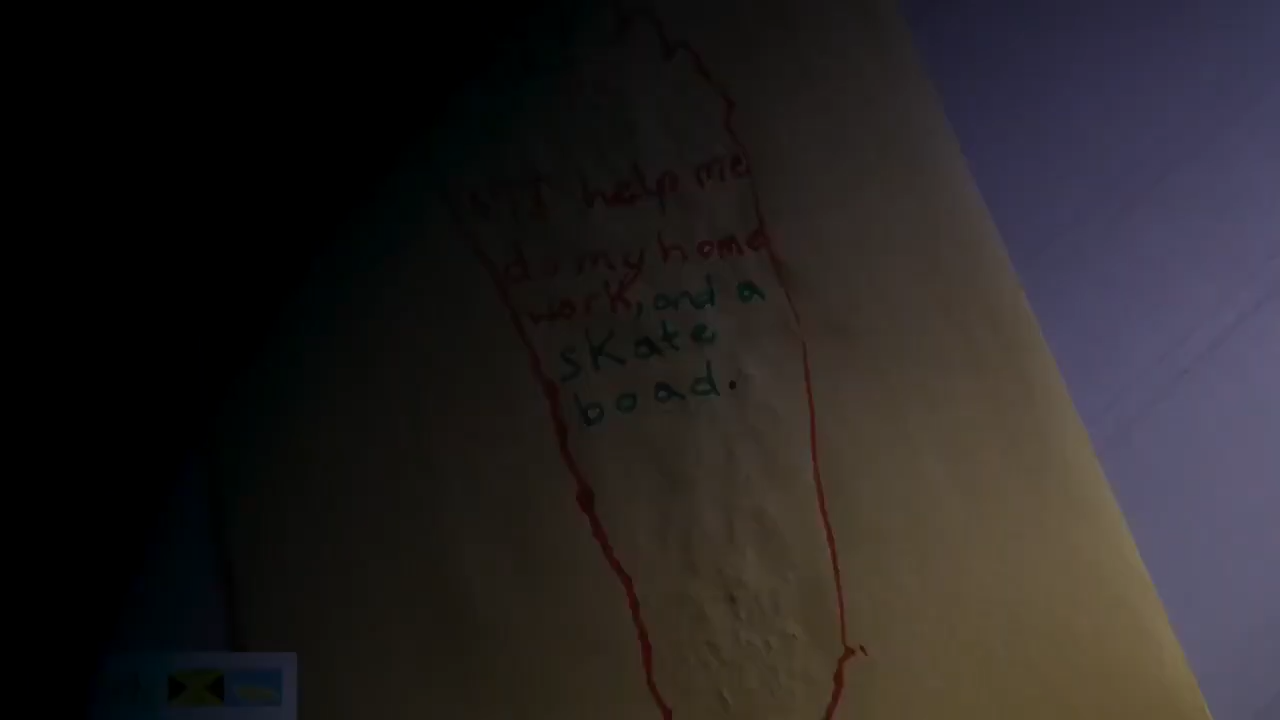 help me
do my home
work, and a
skate
boad.